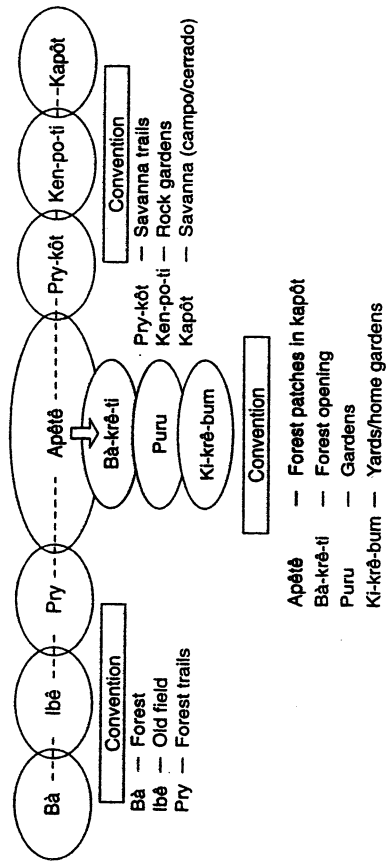 Bà
Ibê
Pry
Apêtê
Pry-kôt
Ken-po-ti
Kapôt
Bà-krê-ti
Puru
Ki-krê-bum
Convention
Bà — Forest
Ibê — Old field
Pry — Forest trails
Convention
Apêtê — Forest patches in kapôt
Bà-krê-ti — Forest opening
Puru — Gardens
Ki-krê-bum — Yards/home gardens
Convention
Pry-kôt — Savanna trails
Ken-po-ti — Rock gardens
Kapôt — Savanna (campo/cerrado)